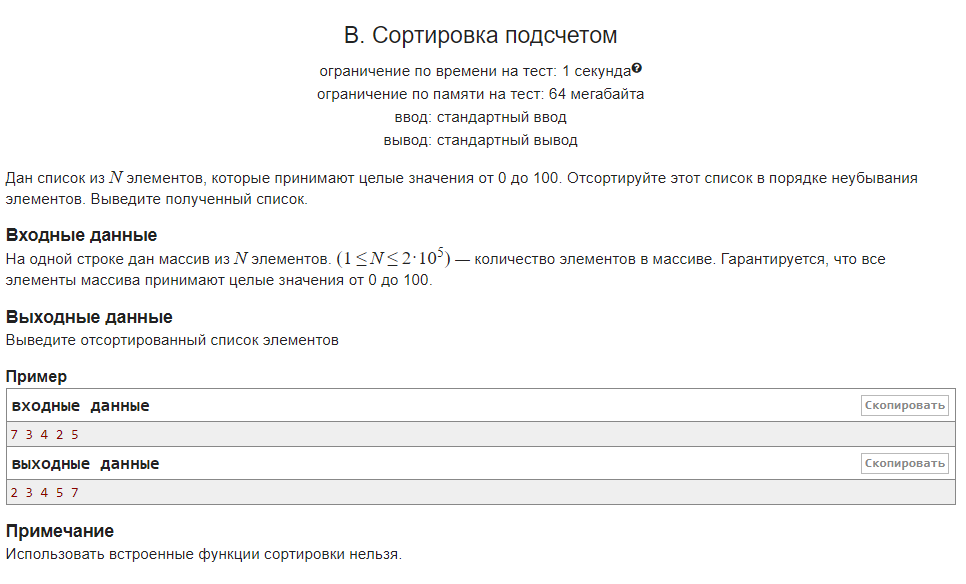 В. Сортировка подсчетом
ограничение по времени на тест: 1 секунда?
ограничение по памяти на тест: 64 мегабайта
ввод: стандартный ввод
вывод: стандартный вывод
Дан список из N элементов, которые принимают целые значения от 0 до 100. Отсортируйте этот список в порядке неубывания
элементов. Выведите полученный список.
Входные данные
На одной строке дан массив из N элементов. (1 ≤ N ≤ 2·10⁵) — количество элементов в массиве. Гарантируется, что все
элементы массива принимают целые значения от 0 до 100.
Выходные данные
Выведите отсортированный список элементов
Пример
входные данные Скопировать
7 3 4 2 5
выходные данные Скопировать
2 3 4 5 7
Примечание
Использовать встроенные функции сортировки нельзя.